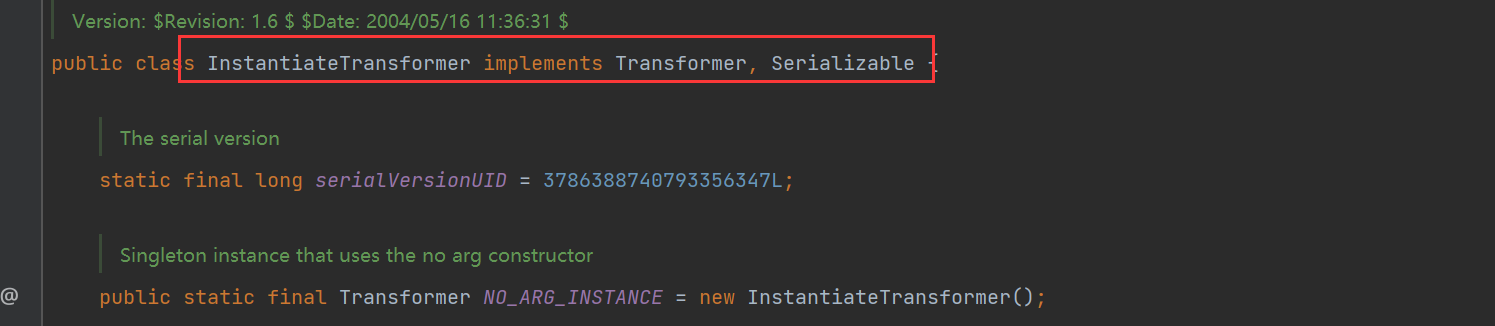 Version: $Revision: 1.6 $ $Date: 2004/05/16 11:36:31 $
public class InstantiateTransformer implements Transformer, Serializable {
The serial version
static final long serialVersionUID = 3786388740793356347L;
Singleton instance that uses the no arg constructor
@ public static final Transformer NO_ARG_INSTANCE = new InstantiateTransformer();